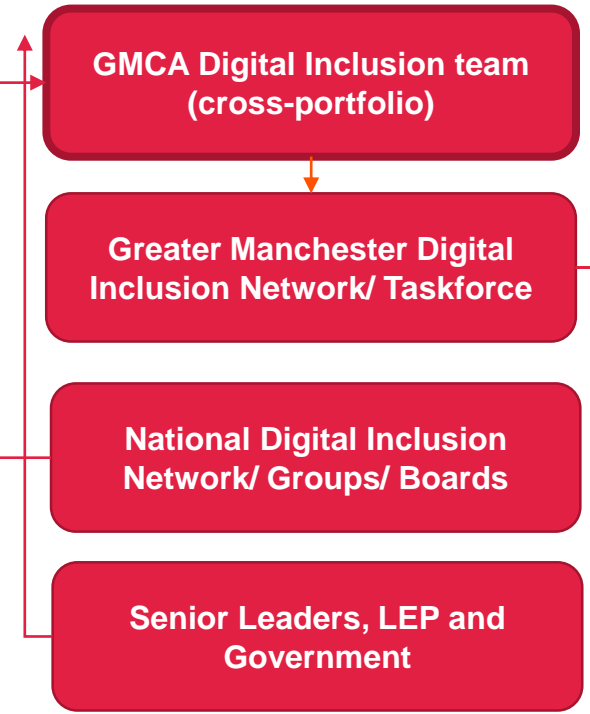 GMCA Digital Inclusion team
(cross-portfolio)
Greater Manchester Digital
Inclusion Network/ Taskforce
National Digital Inclusion
Network/ Groups/ Boards
Senior Leaders, LEP and
Government